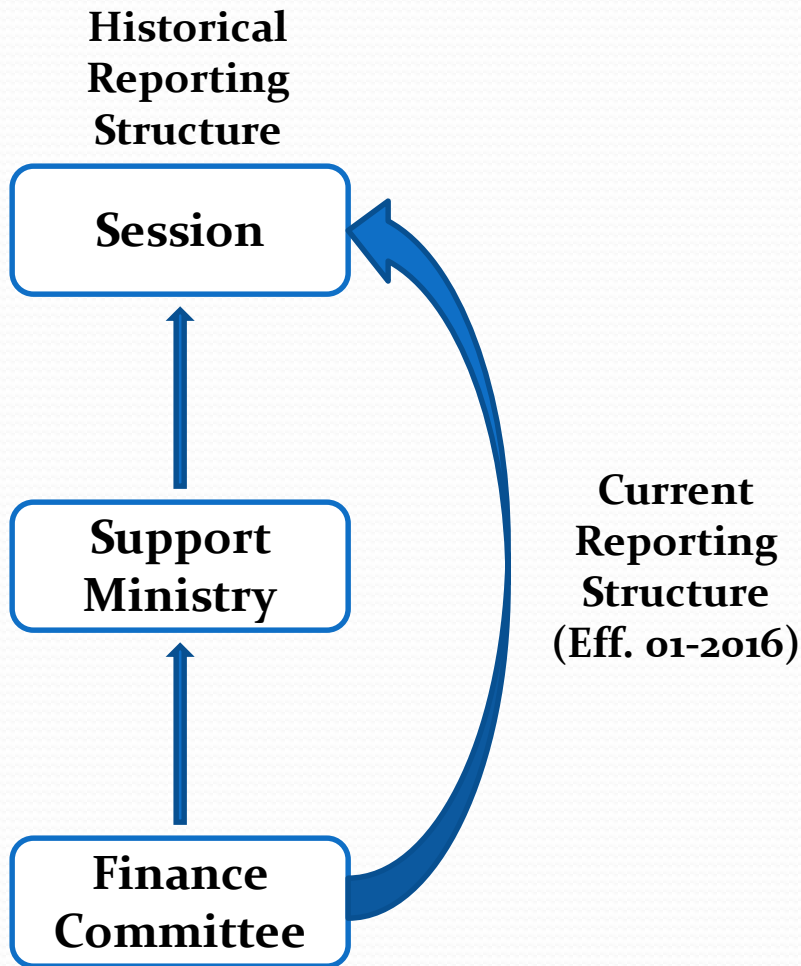 Historical
Reporting
Structure
Session
Support
Ministry
Current
Reporting
Structure
(Eff. 01-2016)
Finance
Committee